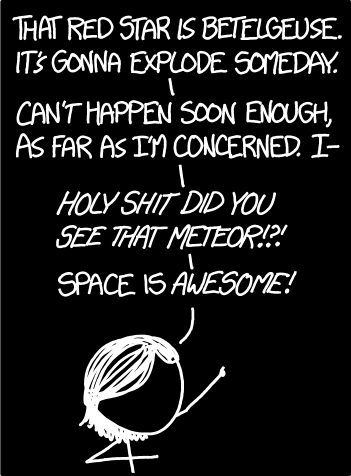 THAT RED STAR IS BETELGEUSE.
IT'S GONNA EXPLODE SOMEDAY.
CAN'T HAPPEN SOON ENOUGH,
AS FAR AS I'M CONCERNED. I—
HOLY SHIT DID YOU
SEE THAT METEOR!?!
SPACE IS AWESOME!